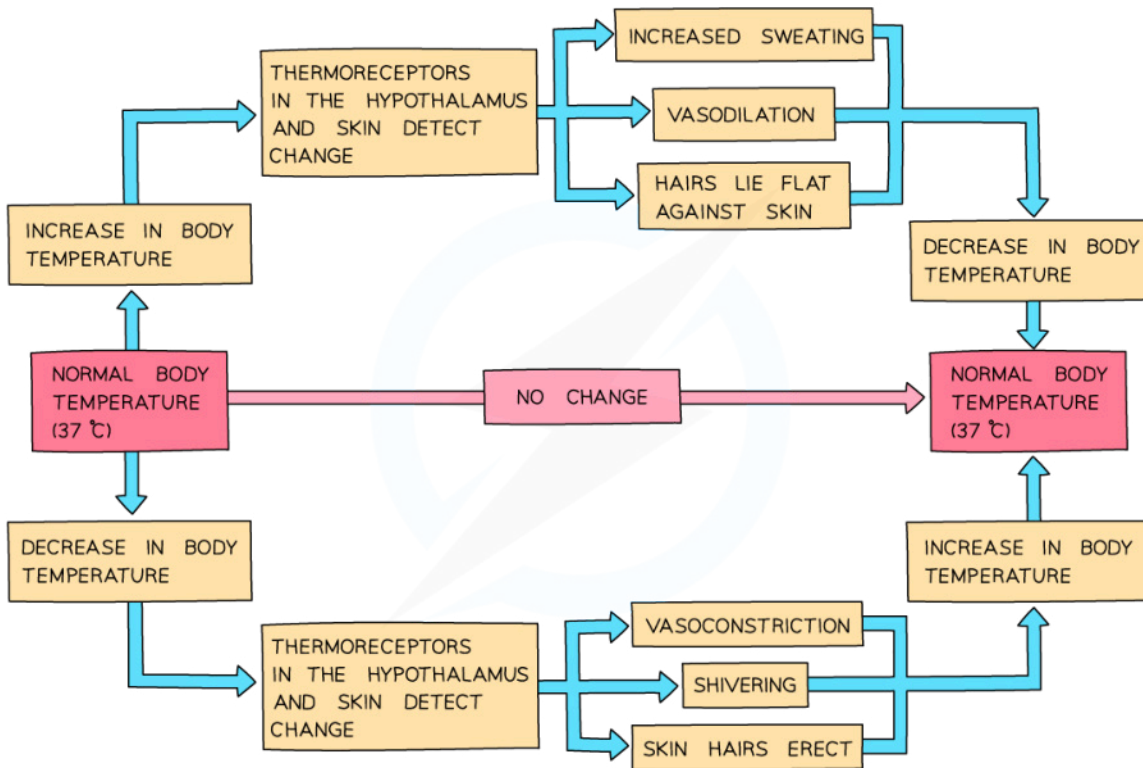 INCREASED SWEATING
THERMORECEPTORS
IN THE HYPOTHALAMUS
AND SKIN DETECT
CHANGE
VASODILATION
HAIRS LIE FLAT
AGAINST SKIN
INCREASE IN BODY
TEMPERATURE
DECREASE IN BODY
TEMPERATURE
NORMAL BODY
TEMPERATURE
(37 °C)
NO CHANGE
NORMAL BODY
TEMPERATURE
(37 °C)
DECREASE IN BODY
TEMPERATURE
INCREASE IN BODY
TEMPERATURE
THERMORECEPTORS
IN THE HYPOTHALAMUS
AND SKIN DETECT
CHANGE
VASOCONSTRICTION
SHIVERING
SKIN HAIRS ERECT